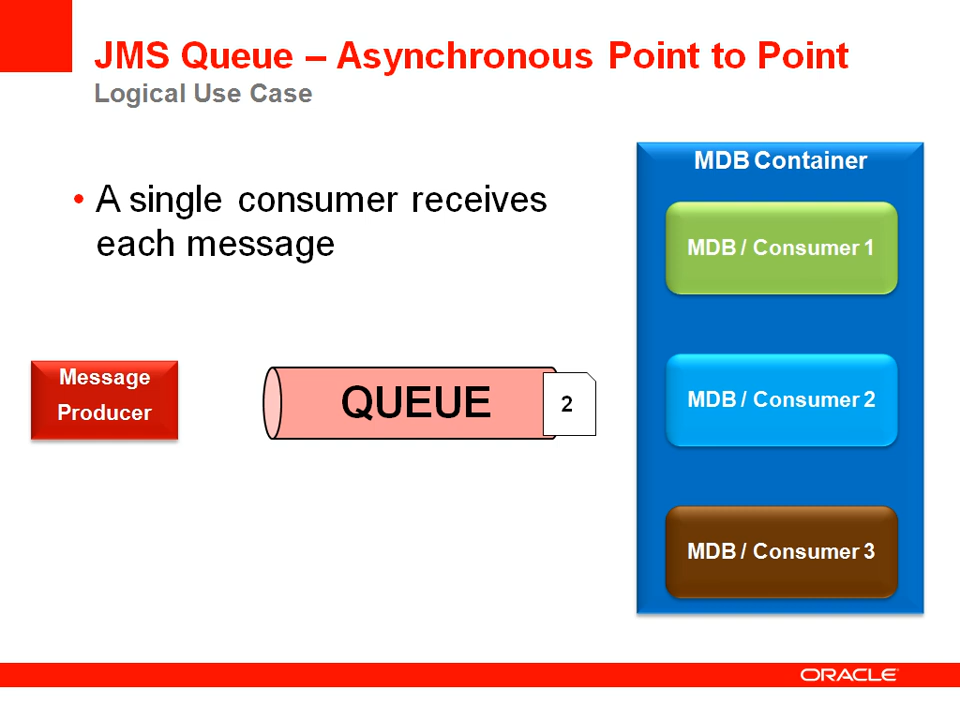 JMS Queue – Asynchronous Point to Point
Logical Use Case
• A single consumer receives
each message
MDB Container
MDB / Consumer 1
Message
Producer
QUEUE
2
MDB / Consumer 2
MDB / Consumer 3
ORACLE®